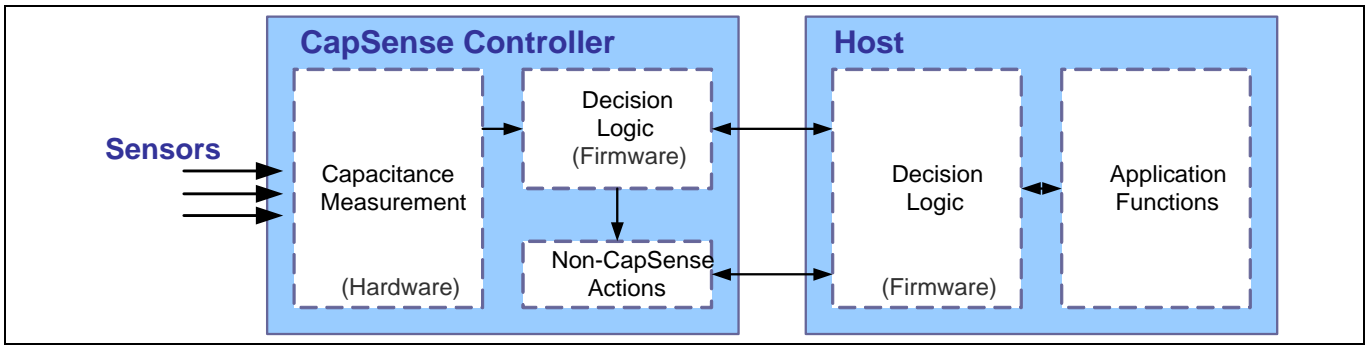 CapSense Controller
Host
Sensors
Capacitance
Measurement
(Hardware)
Decision
Logic
(Firmware)
Non-CapSense
Actions
Decision
Logic
(Firmware)
Application
Functions